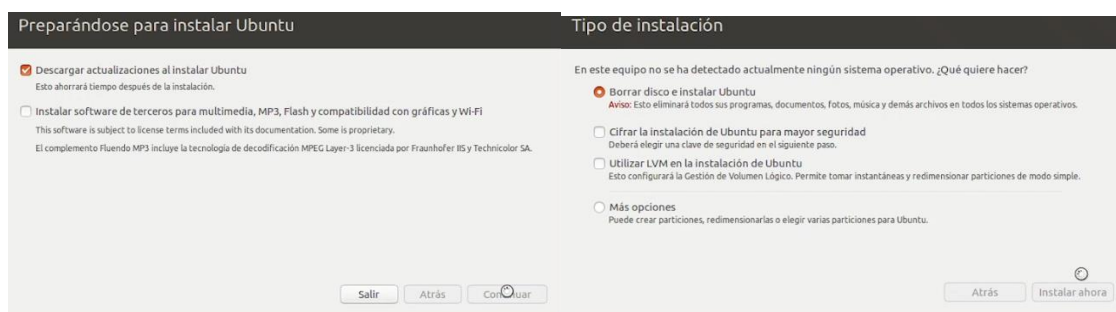 Preparándose para instalar Ubuntu
Descargar actualizaciones al instalar Ubuntu
Esto ahorrará tiempo después de la instalación.
Instalar software de terceros para multimedia, MP3, Flash y compatibilidad con gráficas y Wi-Fi
This software is subject to license terms included with its documentation. Some is proprietary.
El complemento Fluendo MP3 incluye la tecnología de decodificación MPEG Layer-3 licenciada por Fraunhofer IIS y Technicolor SA.
Salir
Atrás
Continuar
Tipo de instalación
En este equipo no se ha detectado actualmente ningún sistema operativo. ¿Qué quiere hacer?
Borrar disco e instalar Ubuntu
Aviso: Esto eliminará todos sus programas, documentos, fotos, música y demás archivos en todos los sistemas operativos.
Cifrar la instalación de Ubuntu para mayor seguridad
Deberá elegir una clave de seguridad en el siguiente paso.
Utilizar LVM en la instalación de Ubuntu
Esto configurará la Gestión de Volumen Lógico. Permite tomar instantáneas y redimensionar particiones de modo simple.
Más opciones
Puede crear particiones, redimensionarlas o elegir varias particiones para Ubuntu.
Atrás
Instalar ahora